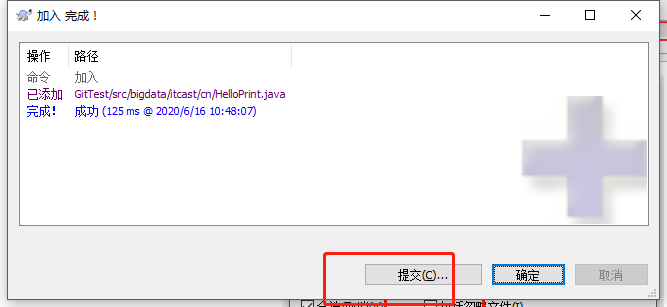 加入 完成！
操作 路径
命令 加入
已添加 GitTest/src/bigdata/itcast/cn/HelloPrint.java
完成! 成功 (125 ms @ 2020/6/16 10:48:07)
提交(C)... 确定 取消